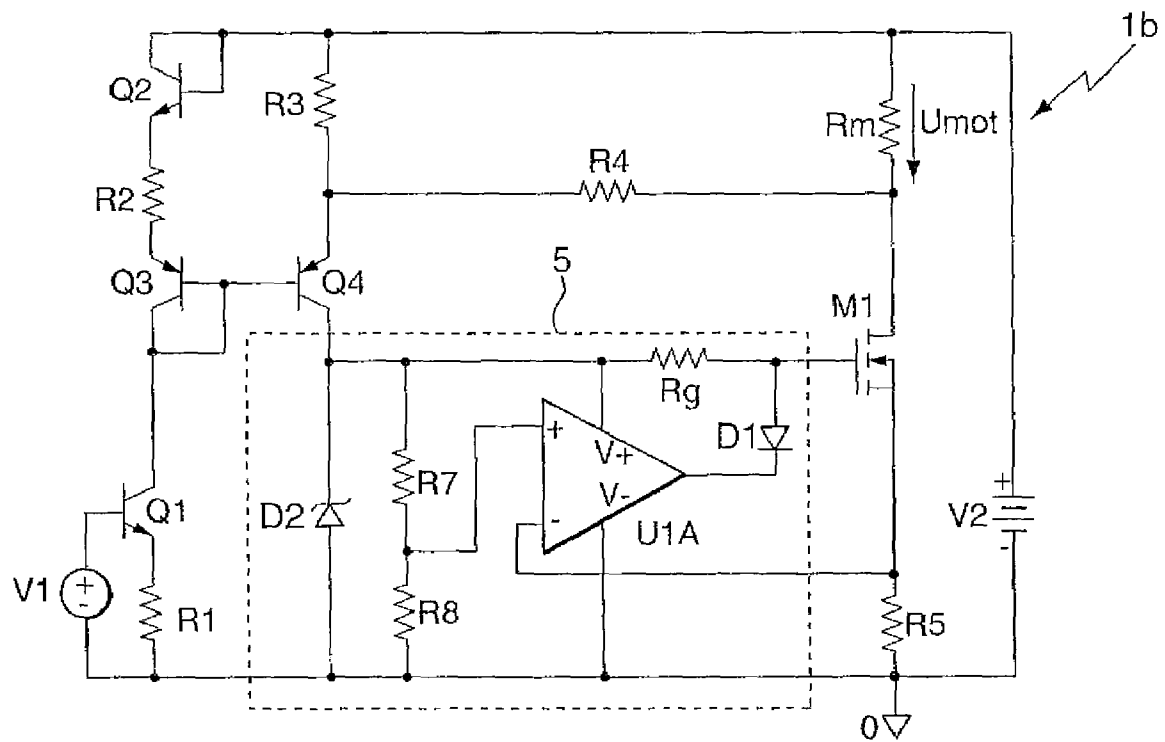 1b
Q2
R3
Rm
Umot
R2
R4
Q3
Q4
5
M1
Rg
D1
+
V+
V-
-
R7
U1A
D2
Q1
V1
+
-
R1
R8
R5
V2
+
-
0